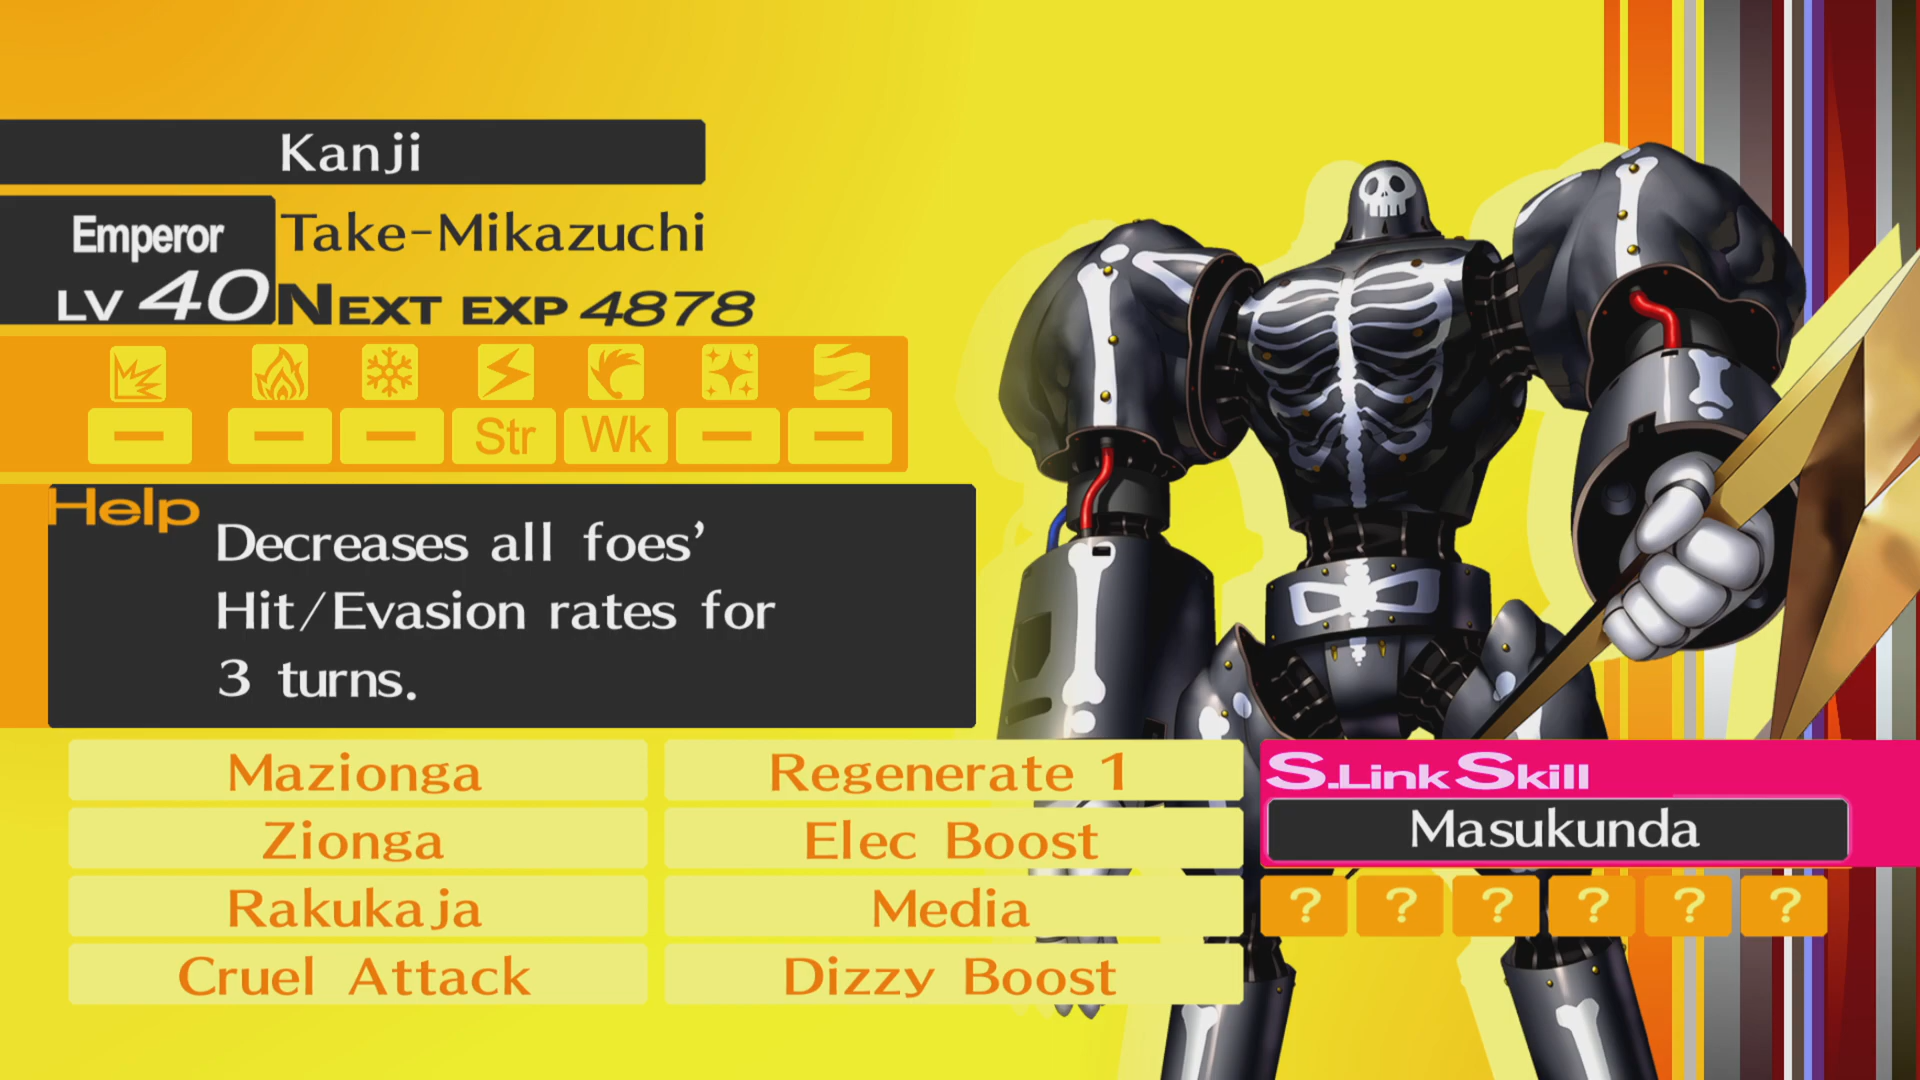 Kanji
Emperor
Take-Mikazuchi
LV 40
NEXT EXP 4878
— — — Str Wk — —
Help
Decreases all foes’
Hit/Evasion rates for
3 turns.
Mazionga
Regenerate 1
Zionga
Elec Boost
Rakukaja
Media
Cruel Attack
Dizzy Boost
S.Link Skill
Masukunda
? ? ? ? ? ?